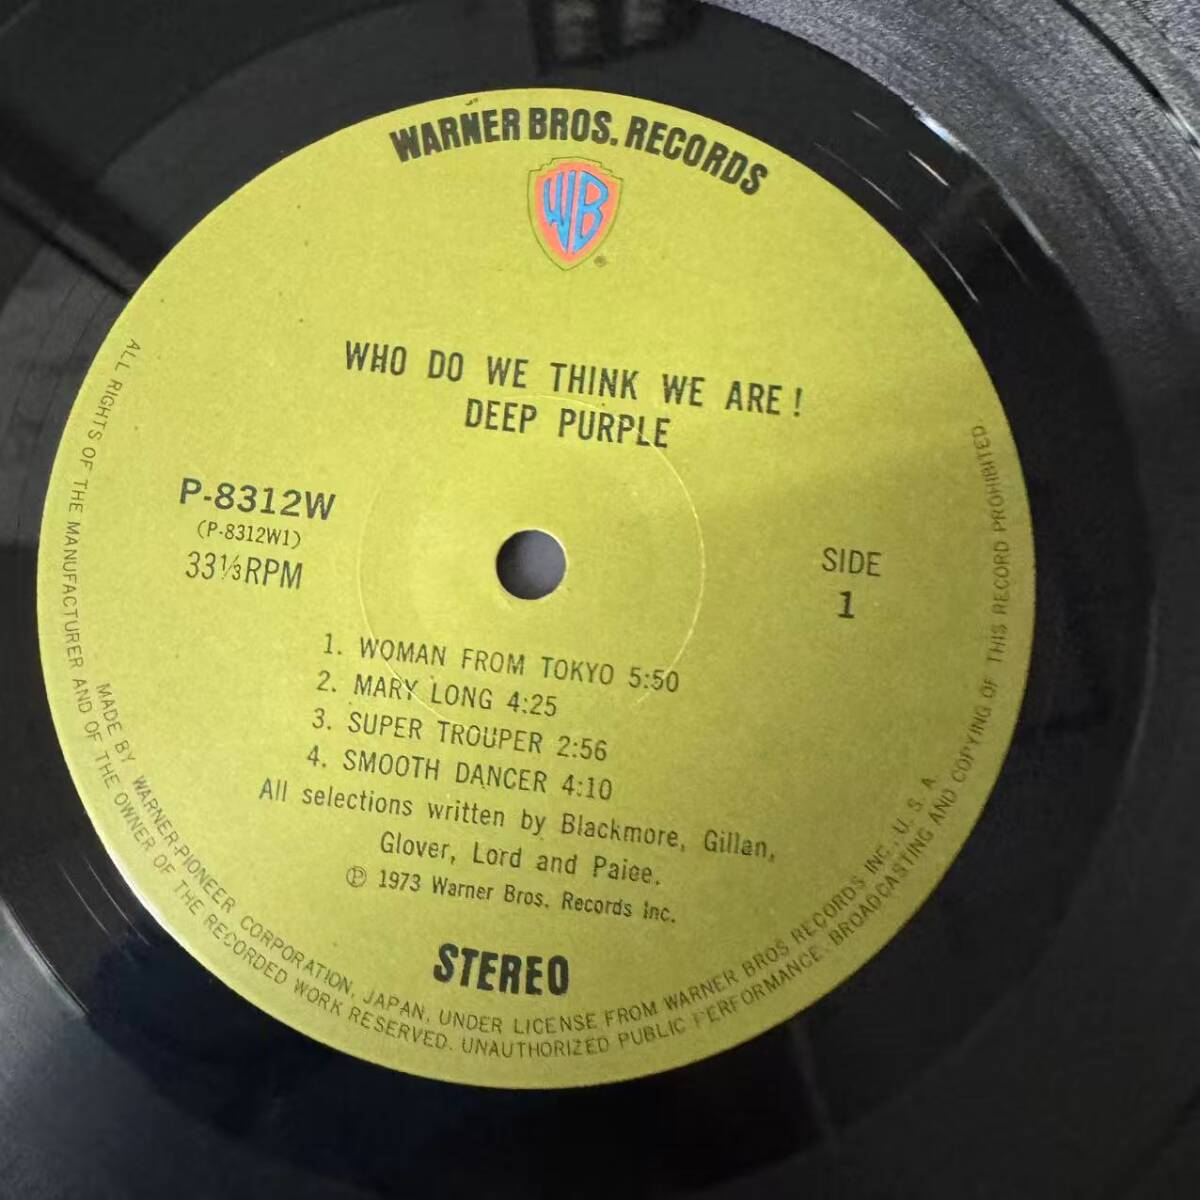 WARNER BROS. RECORDS
WB
®
WHO DO WE THINK WE ARE!
DEEP PURPLE
P-8312W
(P-8312W1)
33⅓RPM
SIDE
1
1. WOMAN FROM TOKYO 5:50
2. MARY LONG 4:25
3. SUPER TROUPER 2:56
4. SMOOTH DANCER 4:10
All selections written by Blackmore, Gillan,
Glover, Lord and Paice.
℗ 1973 Warner Bros. Records Inc.
STEREO
MADE BY WARNER-PIONEER CORPORATION, JAPAN, UNDER LICENSE FROM WARNER BROS RECORDS INC., U. S. A.
ALL RIGHTS OF THE MANUFACTURER AND OF THE OWNER OF THE RECORDED WORK RESERVED. UNAUTHORIZED PUBLIC PERFORMANCE. BROADCASTING AND COPYING OF THIS RECORD PROHIBITED.